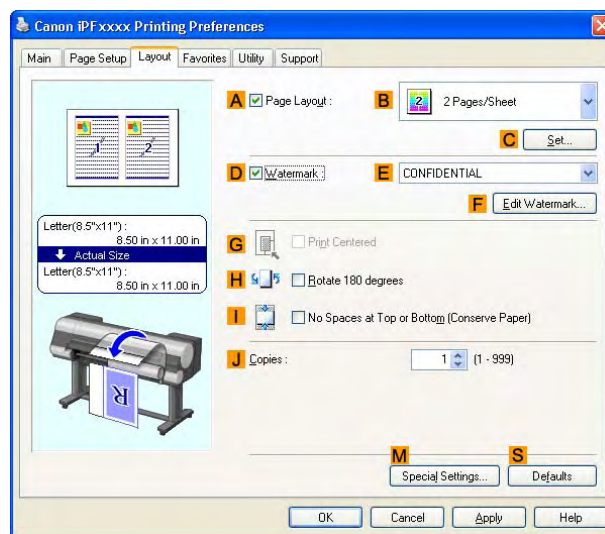 Canon iPFxxxx Printing Preferences
Main Page Setup Layout Favorites Utility Support
A Page Layout : B 2 2 Pages/Sheet
C Set...
D Watermark : E CONFIDENTIAL
F Edit Watermark...
G Print Centered
H Rotate 180 degrees
I No Spaces at Top or Bottom (Conserve Paper)
J Copies : 1 (1 - 999)
1 2
Letter(8.5"x11") :
8.50 in x 11.00 in
Actual Size
Letter(8.5"x11") :
8.50 in x 11.00 in
R
M S
Special Settings... Defaults
OK Cancel Apply Help